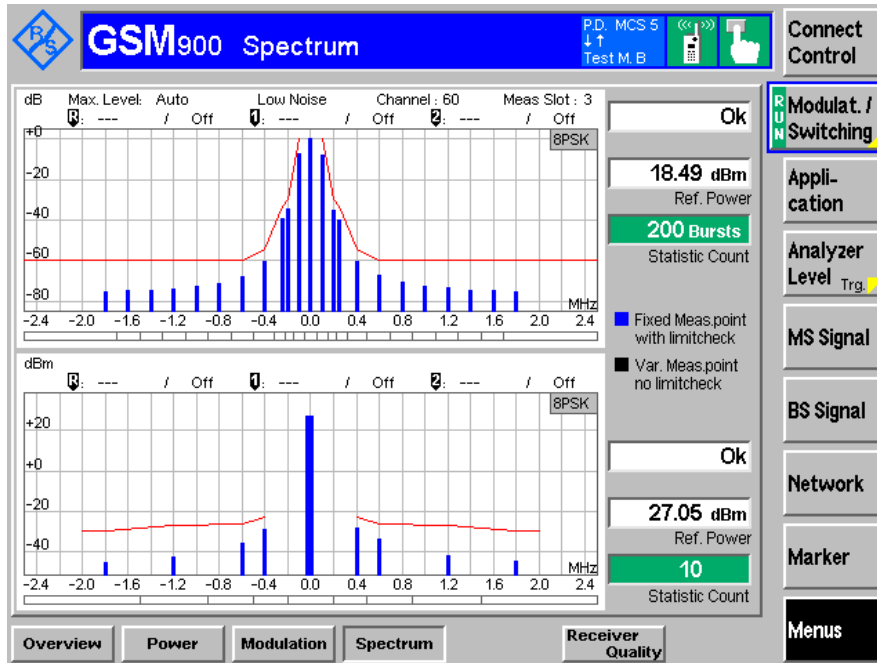 R&S
GSM900 Spectrum
P.D. MCS 5
↓↑
Test M. B
Connect Control
dB Max. Level: Auto Low Noise Channel : 60 Meas Slot : 3
R: --- / Off 1: --- / Off 2: --- / Off
8PSK
+0
-20
-40
-60
-80
MHz
-2.4 -2.0 -1.6 -1.2 -0.8 -0.4 0.0 0.4 0.8 1.2 1.6 2.0 2.4
Ok
18.49 dBm
Ref. Power
200 Bursts
Statistic Count
Fixed Meas.point
with limitcheck
Var. Meas.point
no limitcheck
dBm
R: --- / Off 1: --- / Off 2: --- / Off
8PSK
+20
+0
-20
-40
MHz
-2.4 -2.0 -1.6 -1.2 -0.8 -0.4 0.0 0.4 0.8 1.2 1.6 2.0 2.4
Ok
27.05 dBm
Ref. Power
10
Statistic Count
RUN
Modulat. /
Switching
Appli-
cation
Analyzer
Level Trg.
MS Signal
BS Signal
Network
Marker
Menus
Overview Power Modulation Spectrum Receiver
Quality